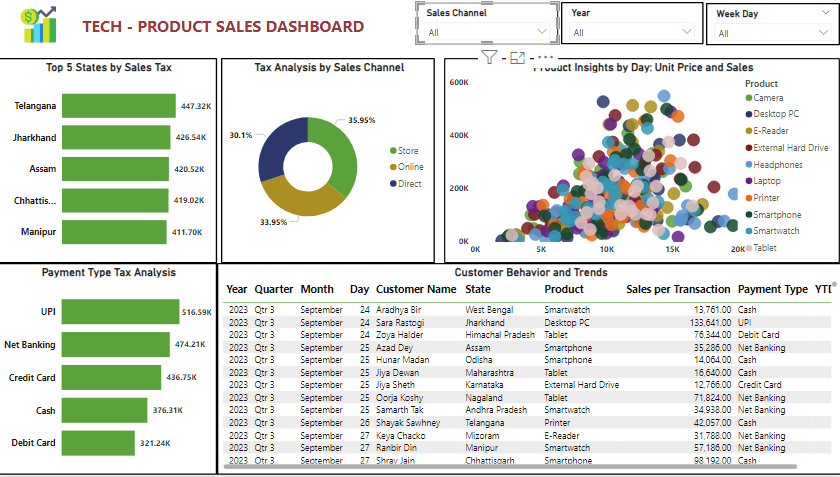 TECH - PRODUCT SALES DASHBOARD
Sales Channel
All
Year
All
Week Day
All
Top 5 States by Sales Tax
Telangana 447.32K
Jharkhand 426.54K
Assam 420.52K
Chhattis... 419.02K
Manipur 411.70K
Tax Analysis by Sales Channel
35.95%
30.1%
33.95%
Store
Online
Direct
Product Insights by Day: Unit Price and Sales
600K
400K
200K
0K
0K 5K 10K 15K 20K
Product
Camera
Desktop PC
E-Reader
External Hard Drive
Headphones
Laptop
Printer
Smartphone
Smartwatch
Tablet
Payment Type Tax Analysis
UPI 516.59K
Net Banking 474.21K
Credit Card 436.75K
Cash 376.31K
Debit Card 321.24K
Customer Behavior and Trends
Year Quarter Month Day Customer Name State Product Sales per Transaction Payment Type YTD
2023 Qtr 3 September 24 Aradhya Bir West Bengal Smartwatch 13,761.00 Cash
2023 Qtr 3 September 24 Sara Rastogi Jharkhand Desktop PC 133,641.00 UPI
2023 Qtr 3 September 24 Zoya Halder Himachal Pradesh Tablet 76,344.00 Debit Card
2023 Qtr 3 September 25 Azad Dey Assam Smartphone 35,286.00 Net Banking
2023 Qtr 3 September 25 Hunar Madan Odisha Smartphone 14,064.00 Cash
2023 Qtr 3 September 25 Jiya Dewan Maharashtra Tablet 16,640.00 Cash
2023 Qtr 3 September 25 Jiya Sheth Karnataka External Hard Drive 12,766.00 Credit Card
2023 Qtr 3 September 25 Oorja Koshy Nagaland Tablet 71,824.00 Net Banking
2023 Qtr 3 September 25 Samarth Tak Andhra Pradesh Smartwatch 34,938.00 Net Banking
2023 Qtr 3 September 26 Shayak Sawhney Telangana Printer 42,057.00 Cash
2023 Qtr 3 September 27 Keya Chacko Mizoram E-Reader 31,788.00 Net Banking
2023 Qtr 3 September 27 Ranbir Din Manipur Smartwatch 57,186.00 Net Banking
2023 Qtr 3 September 27 Shray Jain Chhattisgarh Smartphone 98,192.00 Cash